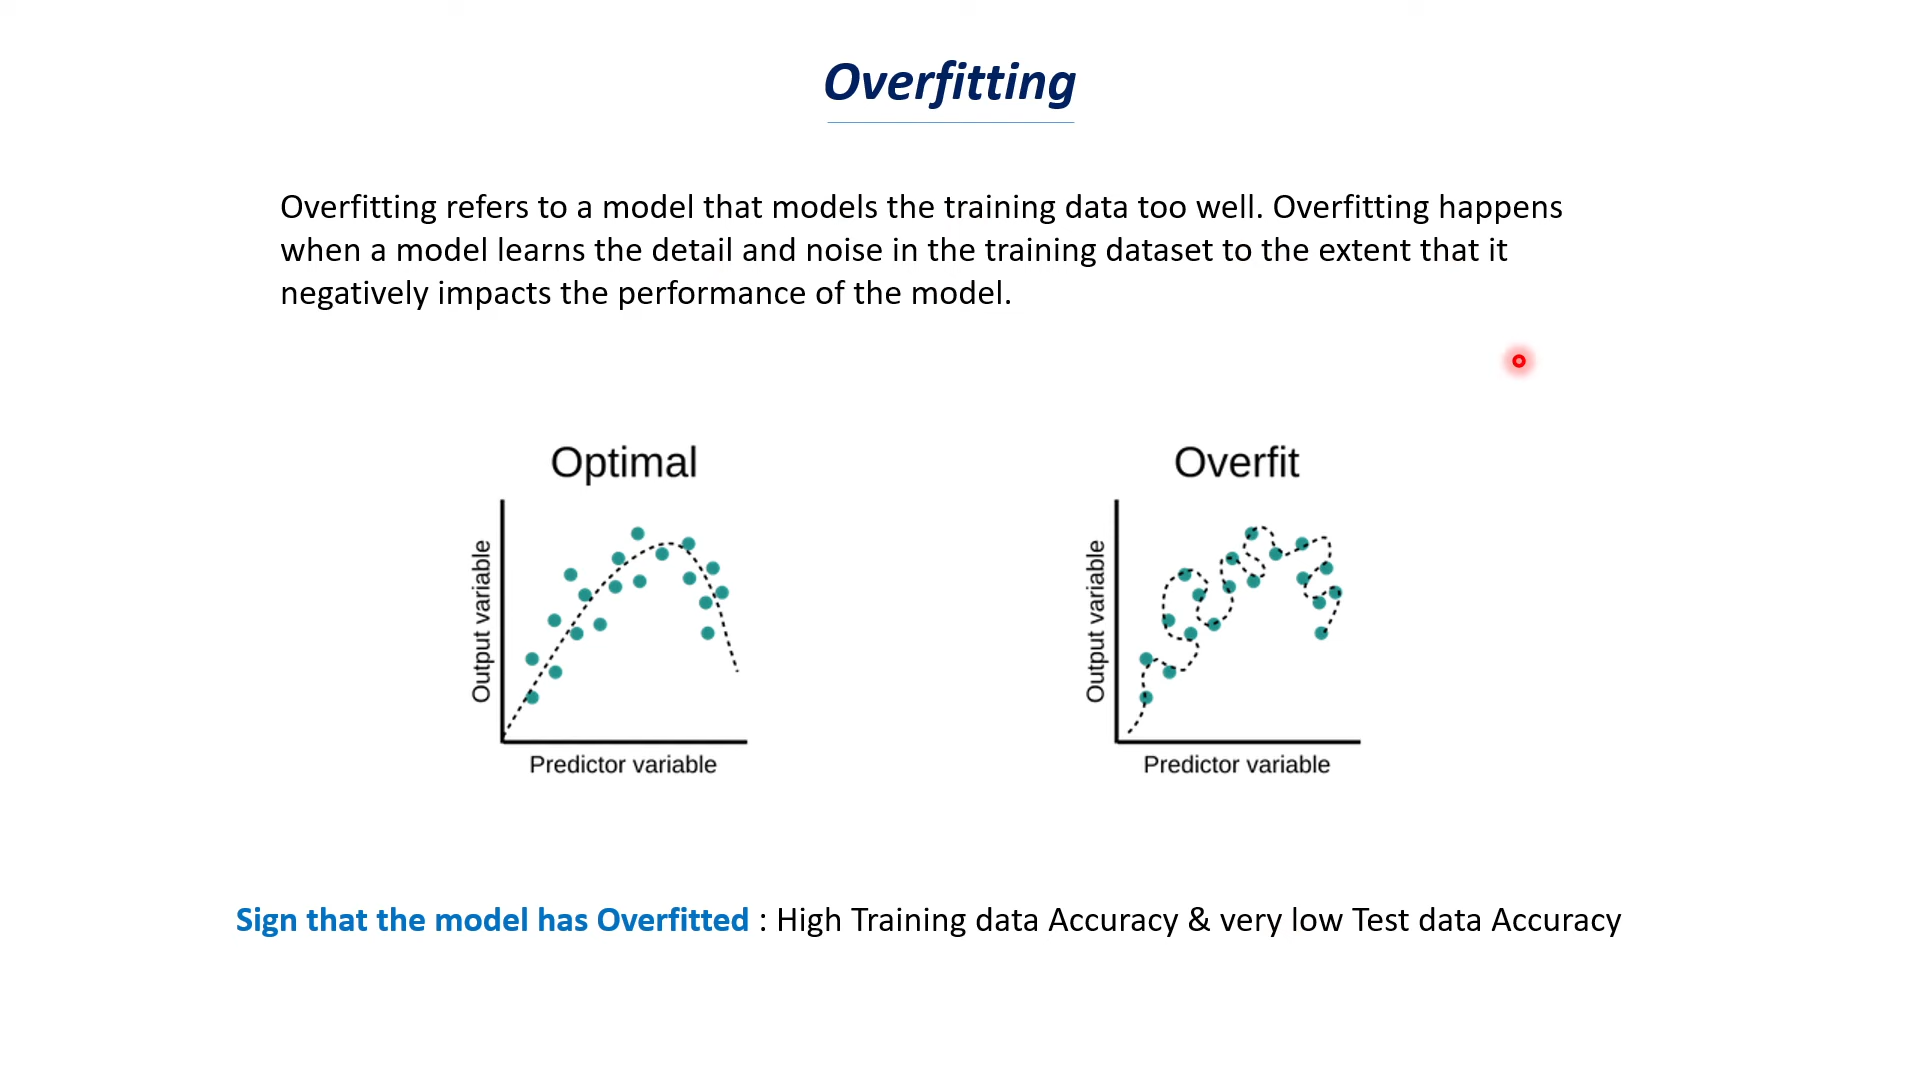 Overfitting
Overfitting refers to a model that models the training data too well. Overfitting happens
when a model learns the detail and noise in the training dataset to the extent that it
negatively impacts the performance of the model.
Optimal
Output variable
Predictor variable
Overfit
Output variable
Predictor variable
Sign that the model has Overfitted : High Training data Accuracy & very low Test data Accuracy